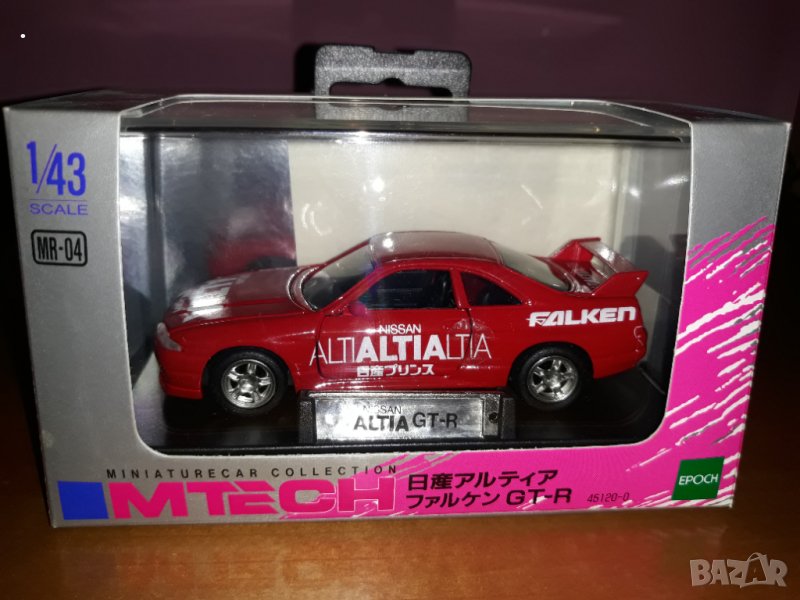 1/43
SCALE
MR-04
FALKEN
NISSAN
ALTIALTIALTIA
日産プリンス
NISSAN
ALTIA GT-R
MINIATURECAR COLLECTION
MTECH
日産アルティア
ファルケン GT-R
45120-0
EPOCH
BAZAR